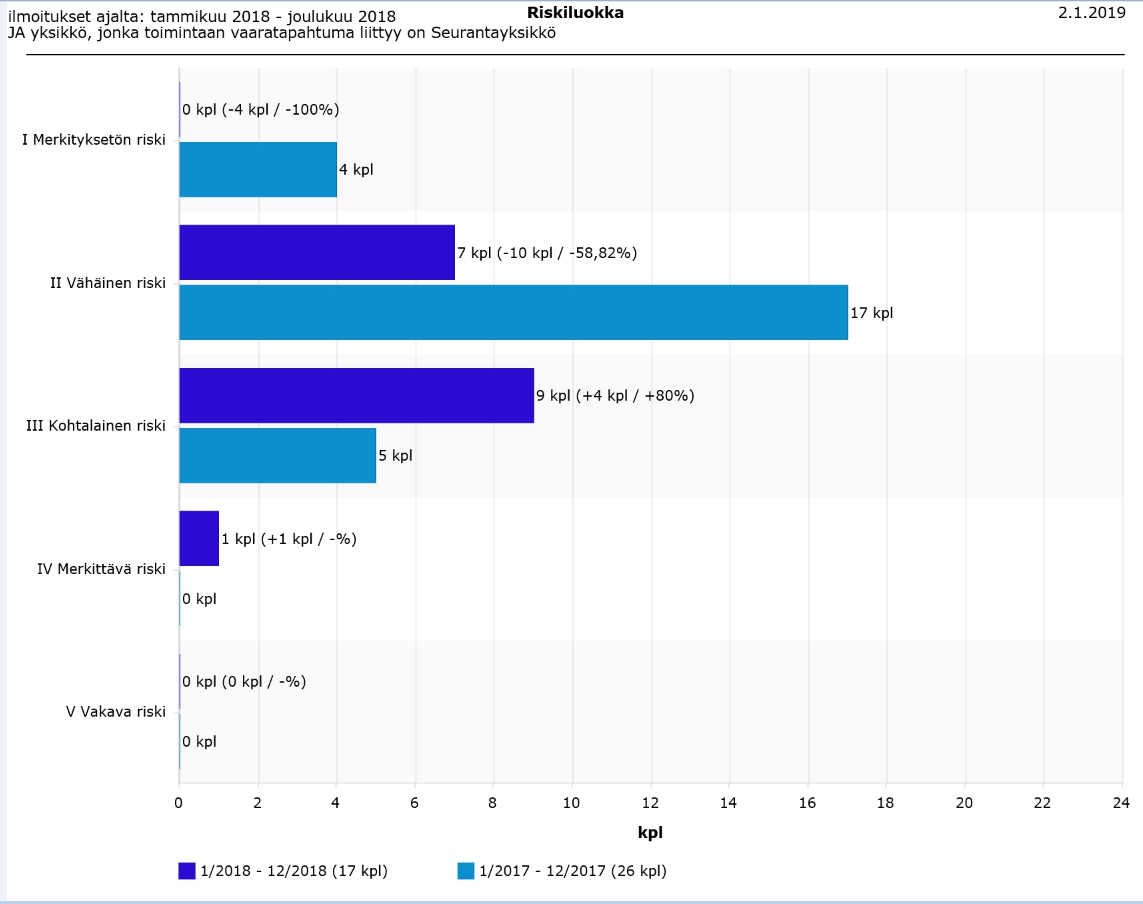 ilmoitukset ajalta: tammikuu 2018 - joulukuu 2018
Riskiluokka
2.1.2019
JA yksikkö, jonka toimintaan vaaratapahtuma liittyy on Seurantayksikkö
0 kpl (-4 kpl / -100%)
I Merkityksetön riski
4 kpl
7 kpl (-10 kpl / -58,82%)
II Vähäinen riski
17 kpl
9 kpl (+4 kpl / +80%)
III Kohtalainen riski
5 kpl
1 kpl (+1 kpl / -%)
IV Merkittävä riski
0 kpl
0 kpl (0 kpl / -%)
V Vakava riski
0 kpl
0 2 4 6 8 10 12 14 16 18 20 22 24
kpl
1/2018 - 12/2018 (17 kpl)
1/2017 - 12/2017 (26 kpl)